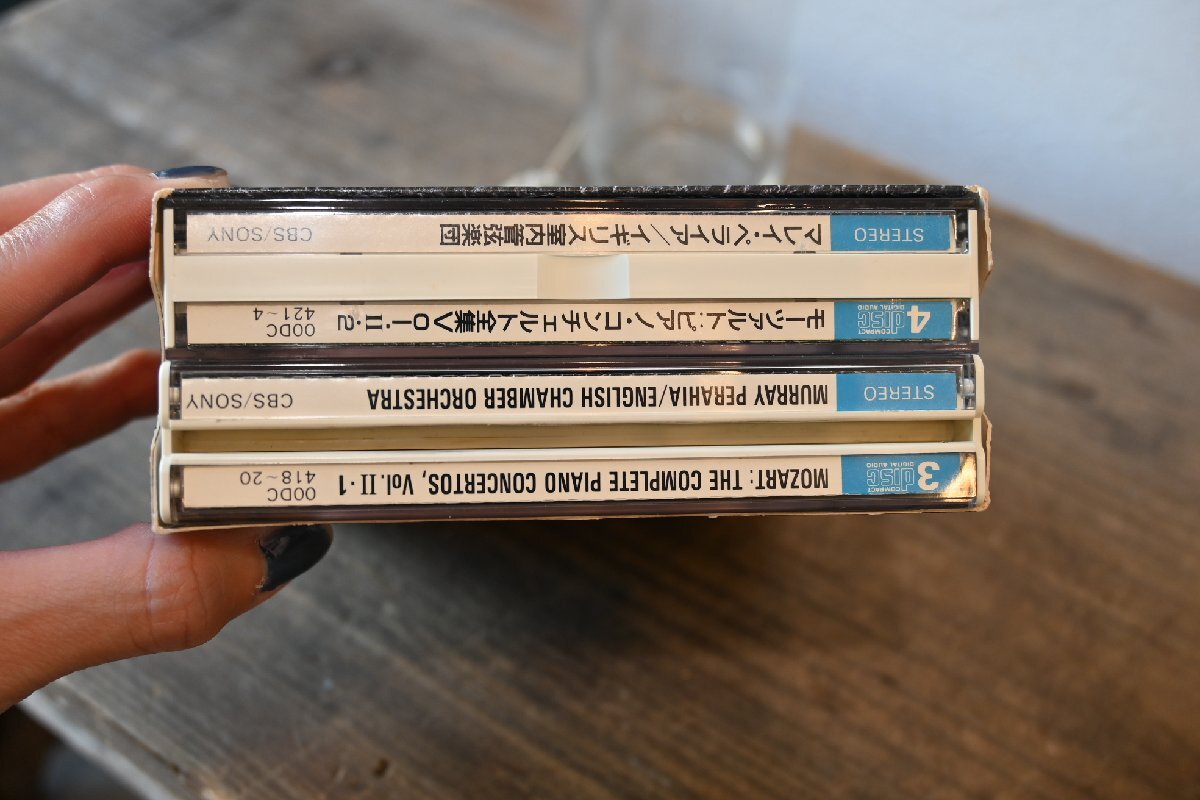 3 COMPACT disc DIGITAL AUDIO MOZART: THE COMPLETE PIANO CONCERTOS, Vol.II・1 00DC 418~20
STEREO MURRAY PERAHIA/ENGLISH CHAMBER ORCHESTRA CBS/SONY
4 COMPACT disc DIGITAL AUDIO モーツァルト:ピアノ・コンチェルト全集VOl・II・2 00DC 421~4
STEREO マレイ・ペライア/イギリス室内管弦楽団 CBS/SONY